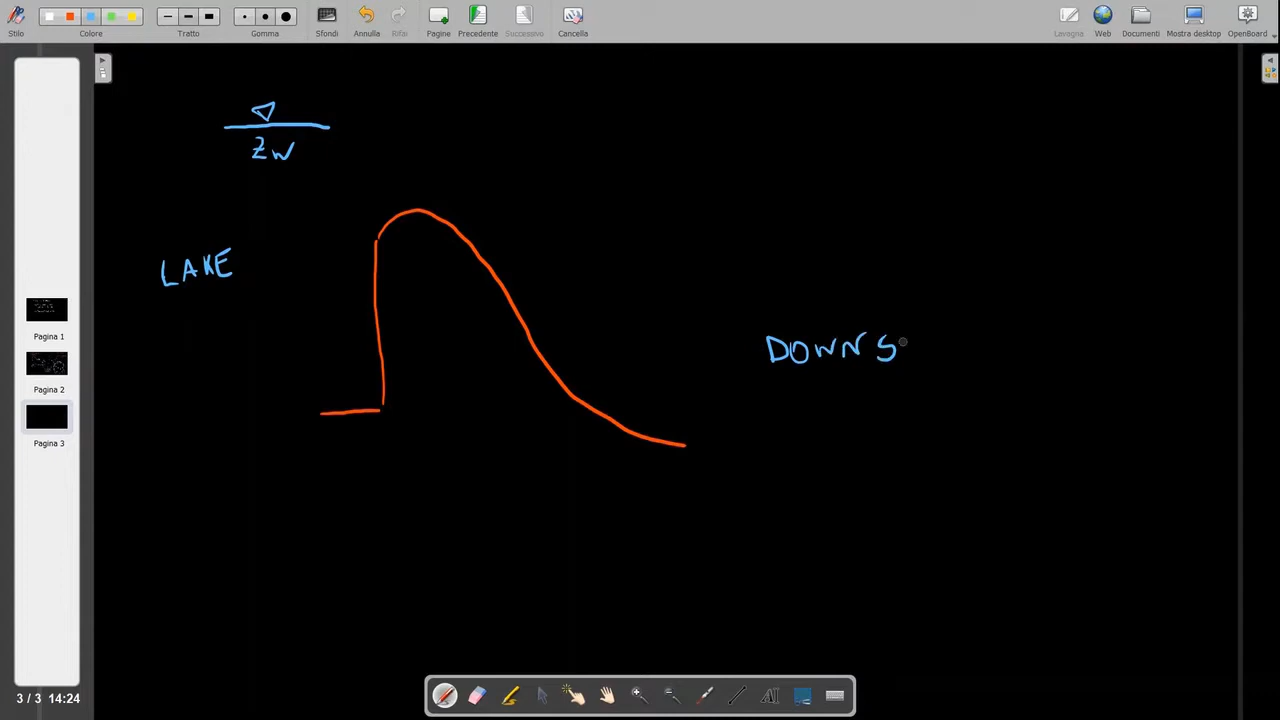 Stilo Colore Tratto Gomma Sfondi Annulla Rifai Pagine Precedente Successivo Cancella Lavagna Web Documenti Mostra desktop OpenBoard
Zw
LAKE
DOWNS
Pagina 1
Pagina 2
Pagina 3
3 / 3 14:24
AI